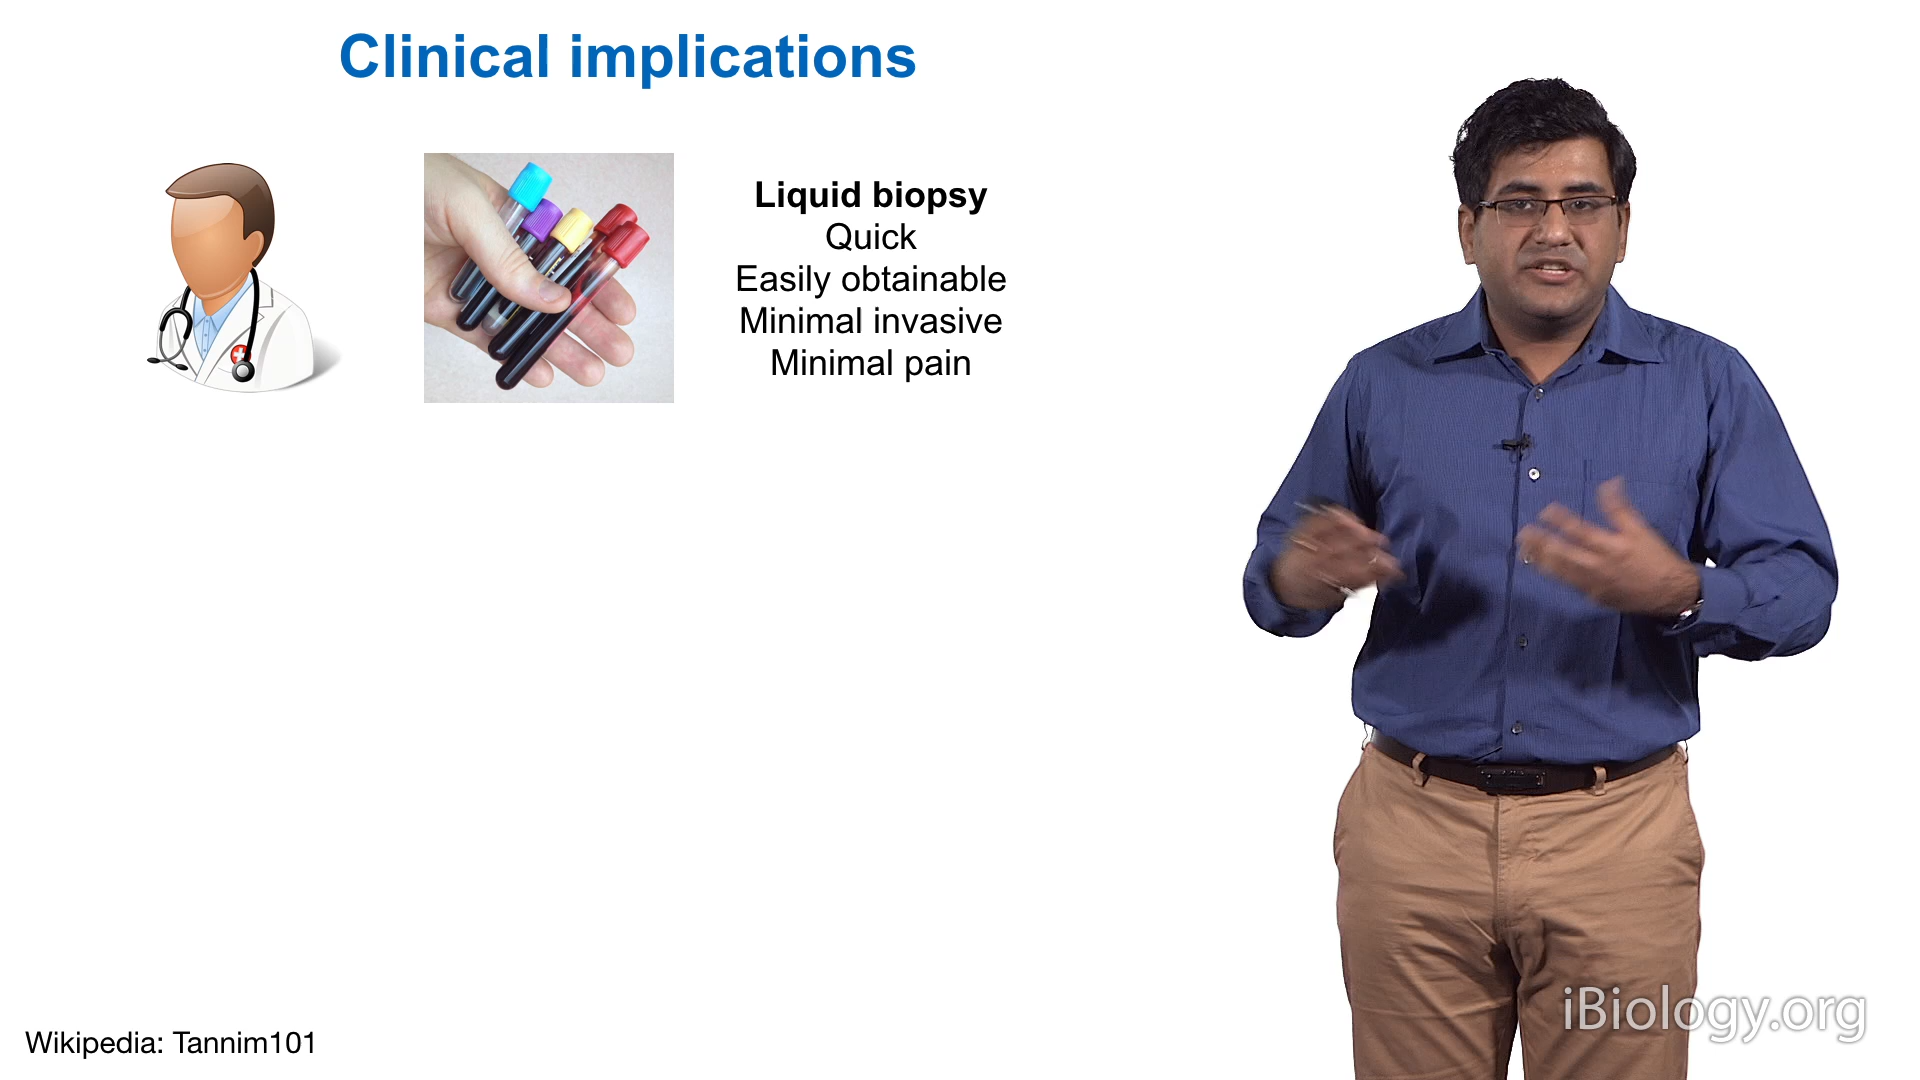 Clinical implications
Liquid biopsy
Quick
Easily obtainable
Minimal invasive
Minimal pain
iBiology.org
Wikipedia: Tannim101